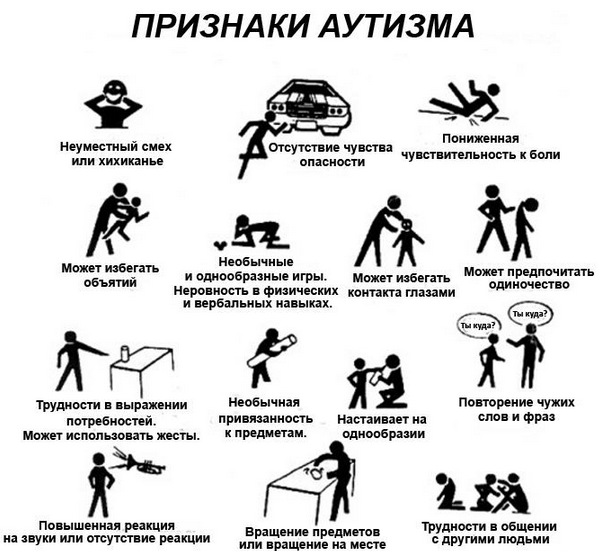 ПРИЗНАКИ АУТИЗМА
Неуместный смех
или хихиканье
Отсутствие чувства
опасности
Пониженная
чувствительность к боли
Может избегать
объятий
Необычные
и однообразные игры.
Неровность в физических
и вербальных навыках.
Может избегать
контакта глазами
Может предпочитать
одиночество
Трудности в выражении
потребностей.
Может использовать жесты.
Необычная
привязанность
к предметам.
Настаивает на
однообразии
Ты куда?
Ты куда?
Повторение чужих
слов и фраз
Повышенная реакция
на звуки или отсутствие реакции
Вращение предметов
или вращение на месте
Трудности в общении
с другими людьми